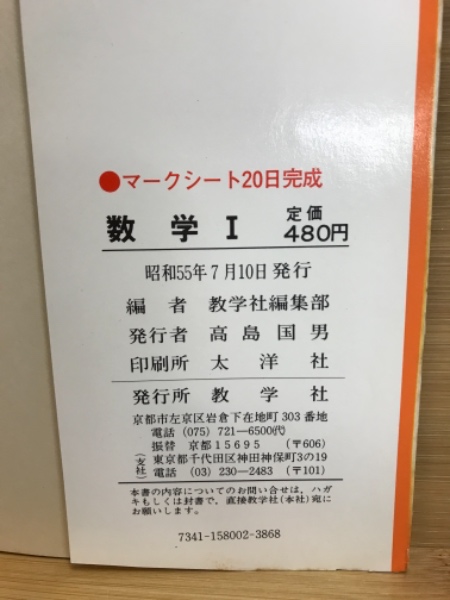 ●マークシート20日完成
数学I 定価 480円
昭和55年7月10日 発行
編者 教学社編集部
発行者 高島国男
印刷所 太洋社
発行所 教学社
京都市左京区岩倉下在地町303番地
電話 (075) 721―6500代
振替 京都15695 (〒606)
(支社) 東京都千代田区神田神保町3の19
電話 (03) 230―2483 (〒101)
本書の内容についてのお問い合せは、ハガ
キもしくは封書で、直接教学社(本社)宛に
お願いします。
7341-158002-3868